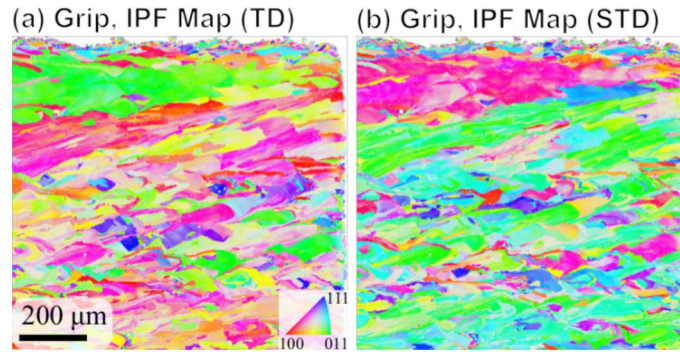 (a) Grip, IPF Map (TD)
(b) Grip, IPF Map (STD)
200 μm
111
100
011